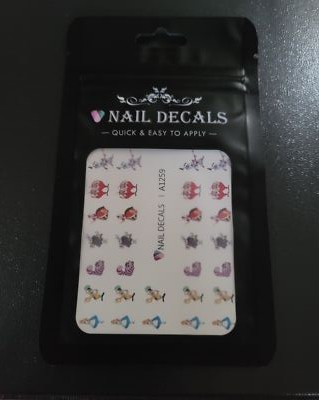 NAIL DECALS
— QUICK & EASY TO APPLY —
NAIL DECALS | A1259